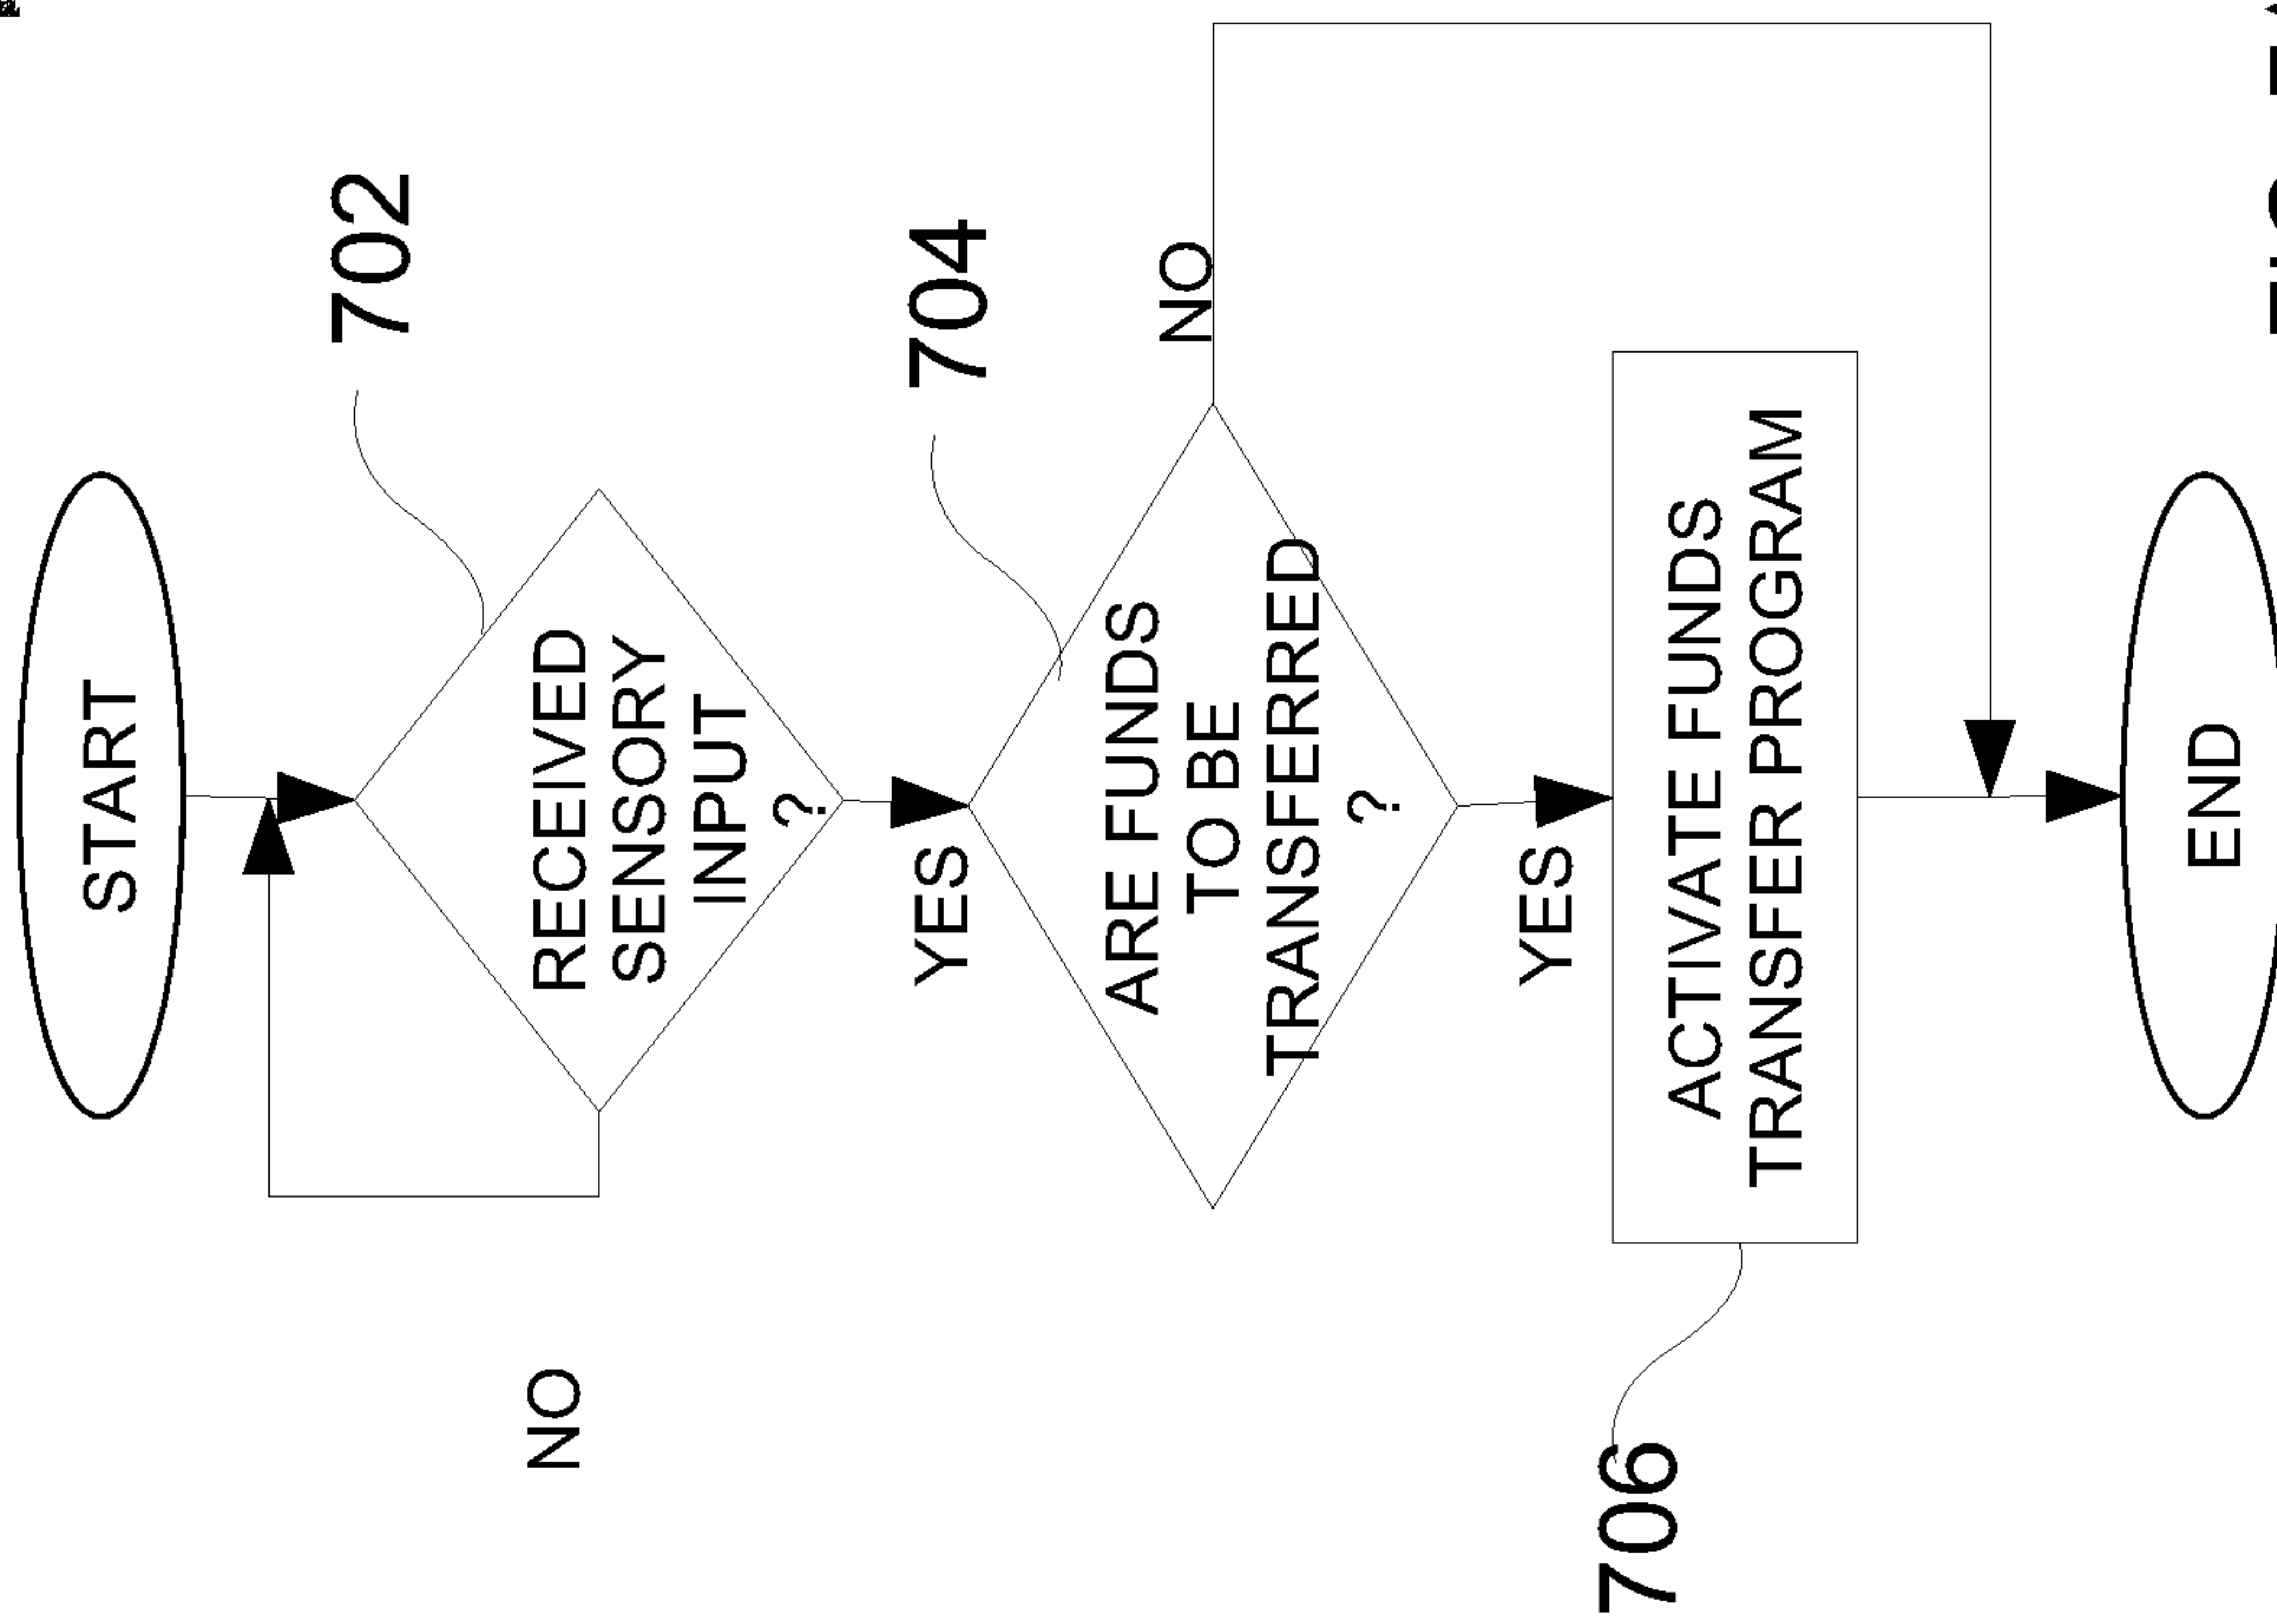 START
702
RECEIVED
SENSORY
INPUT
?
NO
YES
704
ARE FUNDS
TO BE
TRANSFERRED
?
NO
YES
706
ACTIVATE FUNDS
TRANSFER PROGRAM
END